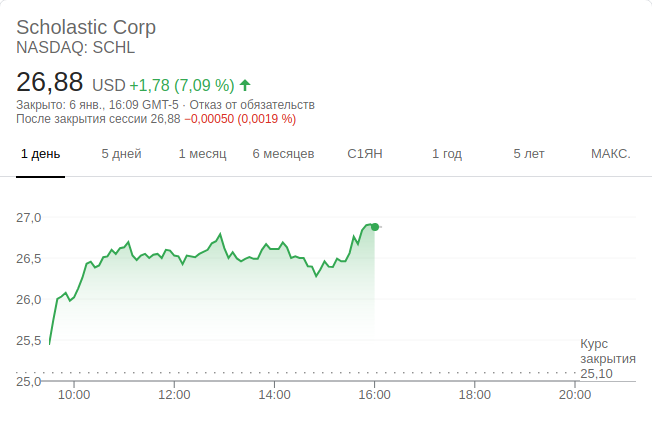 Scholastic Corp
NASDAQ: SCHL
26,88 USD +1,78 (7,09 %)
Закрыто: 6 янв., 16:09 GMT-5 · Отказ от обязательств
После закрытия сессии 26,88 −0,00050 (0,0019 %)
1 день 5 дней 1 месяц 6 месяцев С1ЯН 1 год 5 лет МАКС.
27,0
26,5
26,0
25,5
Курс
закрытия
25,10
25,0
10:00 12:00 14:00 16:00 18:00 20:00